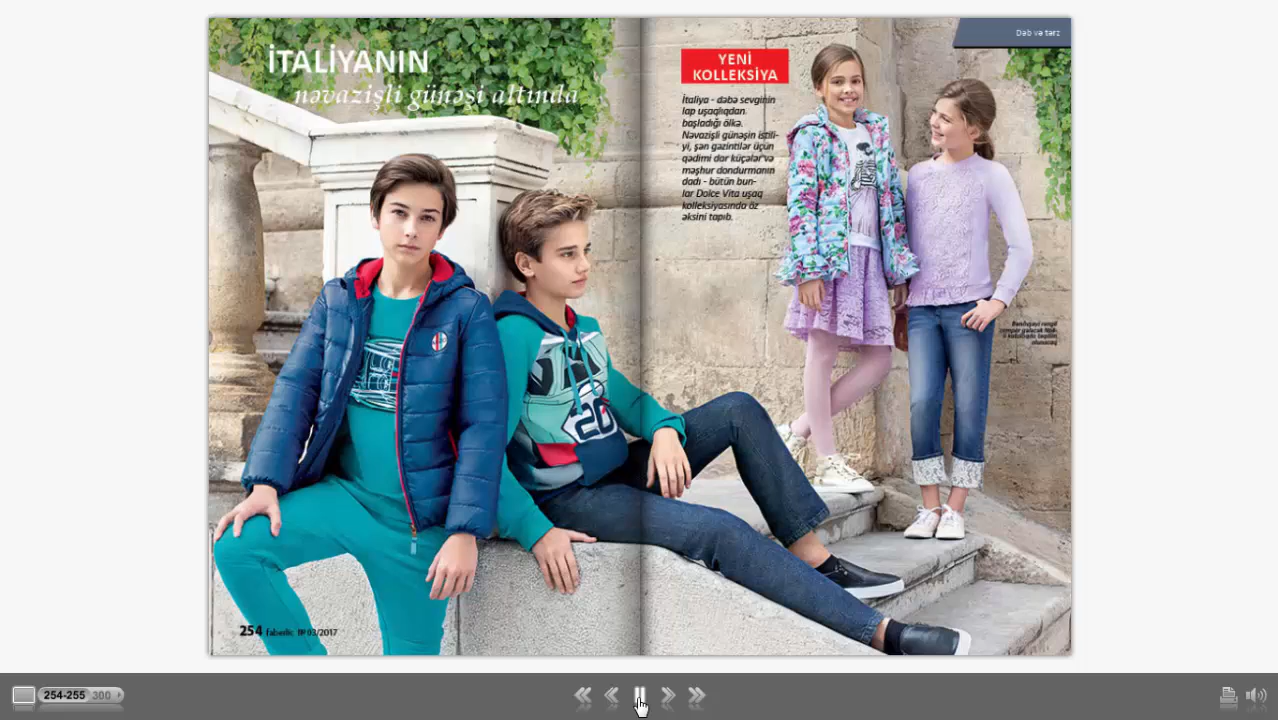 İTALİYANIN
nəvazişli günəşi altında
YENİ
KOLLEKSİYA
İtaliya - dəbə sevginin
lap uşaqlıqdan
başladığı ölkə.
Nəvazişli günəşin istili-
yi, şən gəzintilər üçün
qədimi dar küçələr və
məşhur dondurmanın
dadı - bütün bun-
lar Dolce Vita uşaq
kolleksiyasında öz
əksini tapıb.
Dəb və tərz
20
254 faberlic № 03/2017
254-255 300